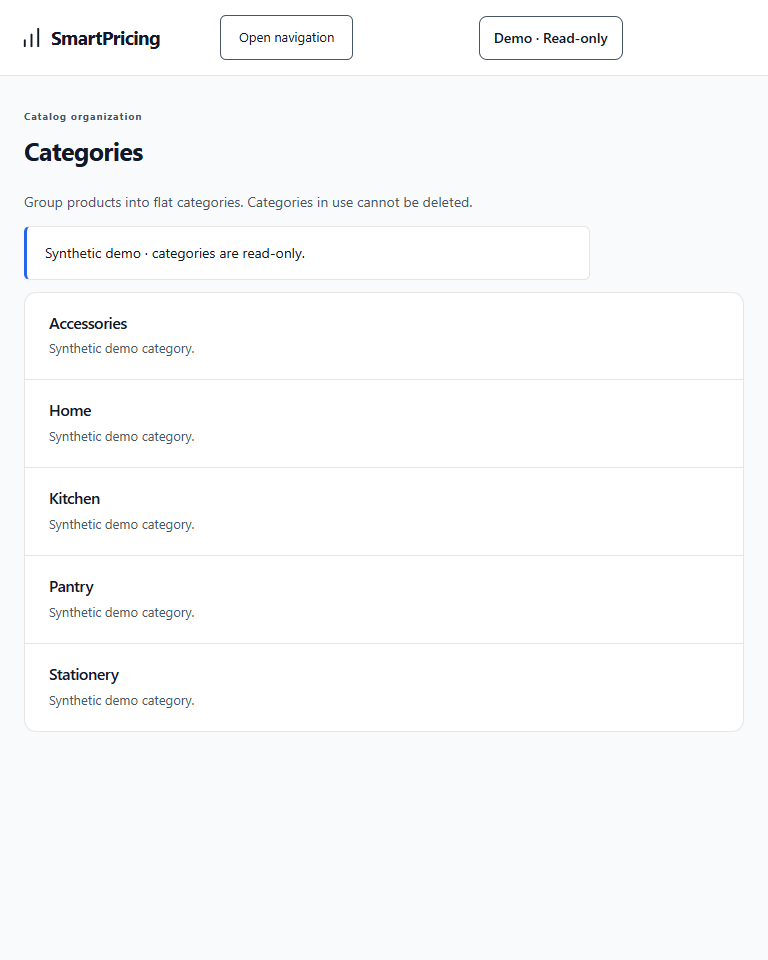 SmartPricing
Open navigation
Demo · Read-only
Catalog organization
Categories
Group products into flat categories. Categories in use cannot be deleted.
Synthetic demo · categories are read-only.
Accessories
Synthetic demo category.
Home
Synthetic demo category.
Kitchen
Synthetic demo category.
Pantry
Synthetic demo category.
Stationery
Synthetic demo category.